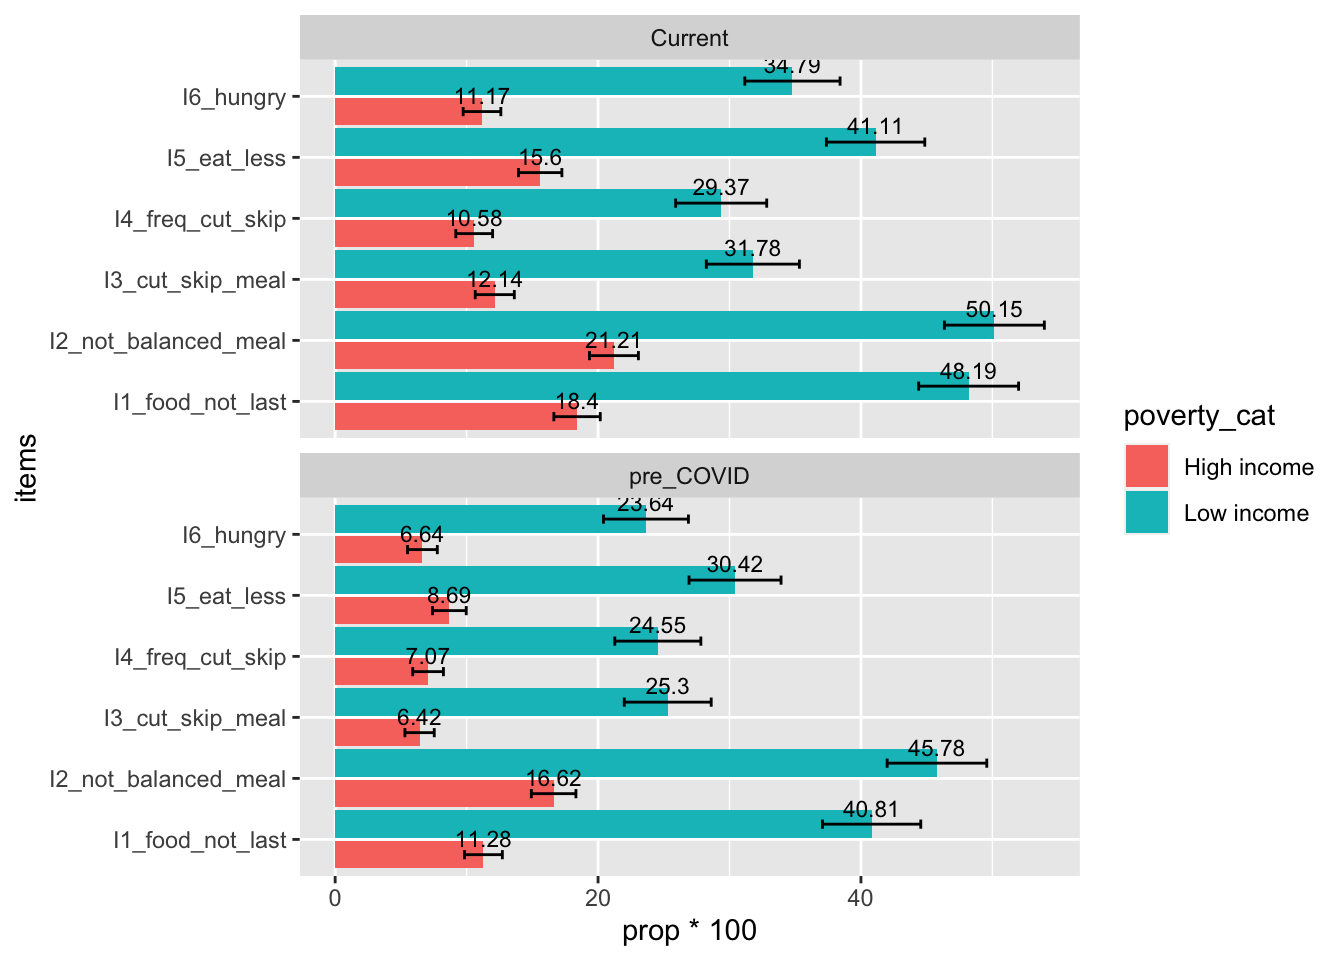 Current
I6_hungry
34.79
11.17
I5_eat_less
41.11
15.6
I4_freq_cut_skip
29.37
10.58
I3_cut_skip_meal
31.78
12.14
I2_not_balanced_meal
50.15
21.21
I1_food_not_last
48.19
18.4
pre_COVID
I6_hungry
23.64
6.64
I5_eat_less
30.42
8.69
I4_freq_cut_skip
24.55
7.07
I3_cut_skip_meal
25.3
6.42
I2_not_balanced_meal
45.78
16.62
I1_food_not_last
40.81
11.28
0
20
40
prop * 100
items
poverty_cat
High income
Low income